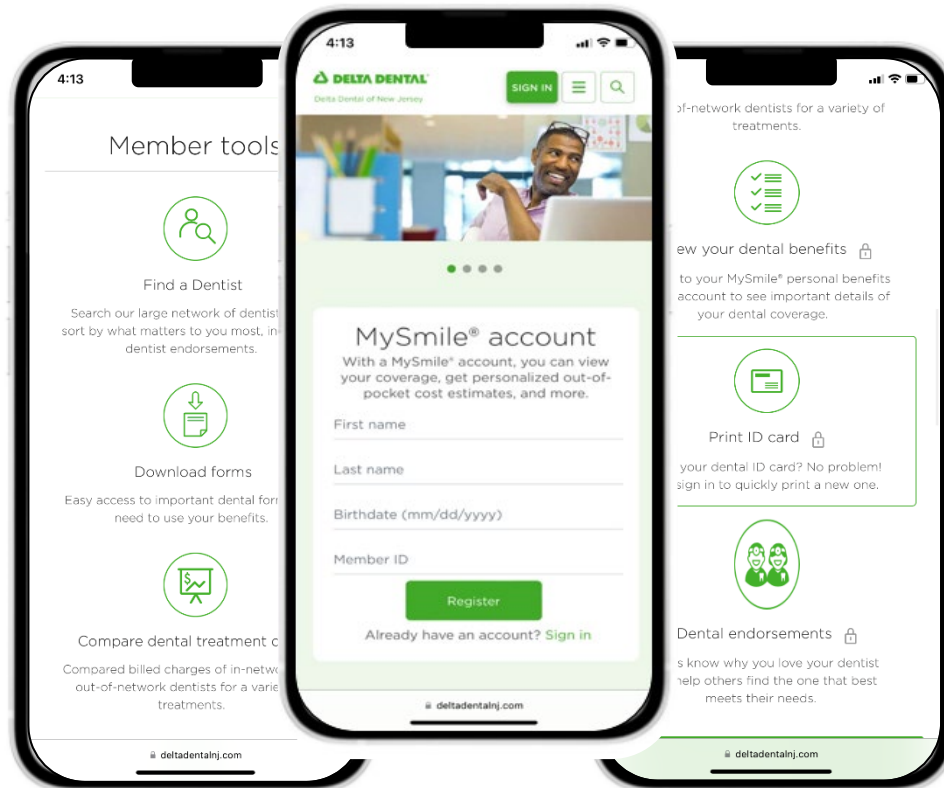 4:13
Member tools
Find a Dentist
Search our large network of dentist
sort by what matters to you most, in
dentist endorsements.
Download forms
Easy access to important dental for
need to use your benefits.
Compare dental treatment
Compared billed charges of in-netw
out-of-network dentists for a varie
treatments.
deltadentalnj.com
4:13
DELTA DENTAL
Delta Dental of New Jersey
SIGN IN
MySmile® account
With a MySmile® account, you can view
your coverage, get personalized out-of-
pocket cost estimates, and more.
First name
Last name
Birthdate (mm/dd/yyyy)
Member ID
Register
Already have an account? Sign in
deltadentalnj.com
of-network dentists for a variety of
treatments.
ew your dental benefits
to your MySmile® personal benefits
account to see important details of
your dental coverage.
Print ID card
your dental ID card? No problem!
sign in to quickly print a new one.
Dental endorsements
s know why you love your dentist
help others find the one that best
meets their needs.
deltadentalnj.com